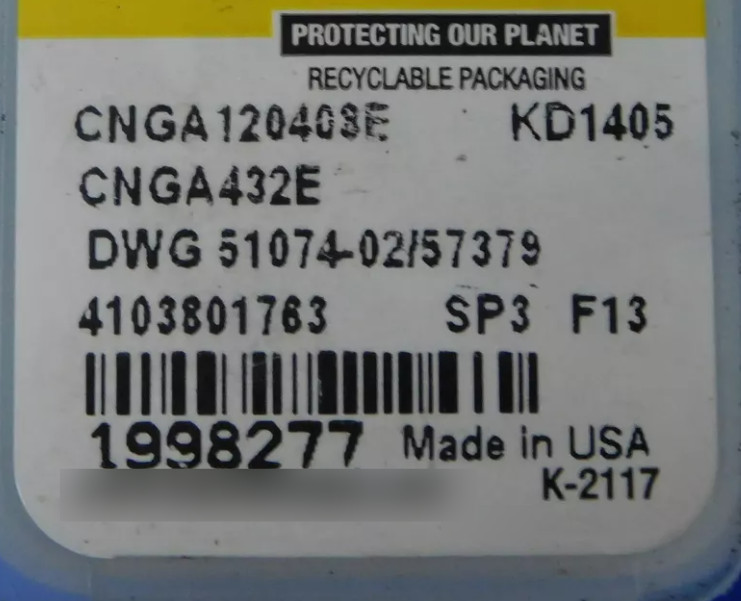 PROTECTING OUR PLANET
RECYCLABLE PACKAGING
CNGA120408E KD1405
CNGA432E
DWG 51074-02/57379
4103801763 SP3 F13
1998277 Made in USA
K-2117